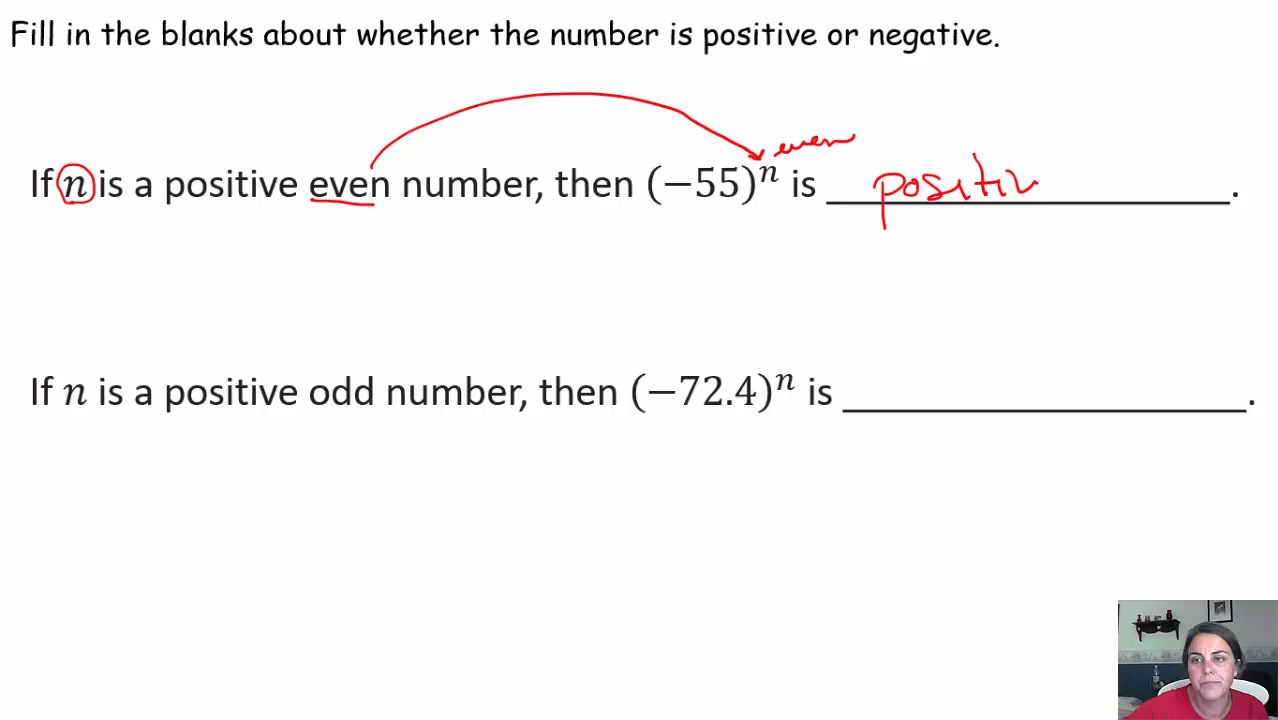 Fill in the blanks about whether the number is positive or negative.
even
If n is a positive even number, then (−55)^n is positiv.
If n is a positive odd number, then (−72.4)^n is ____________________.